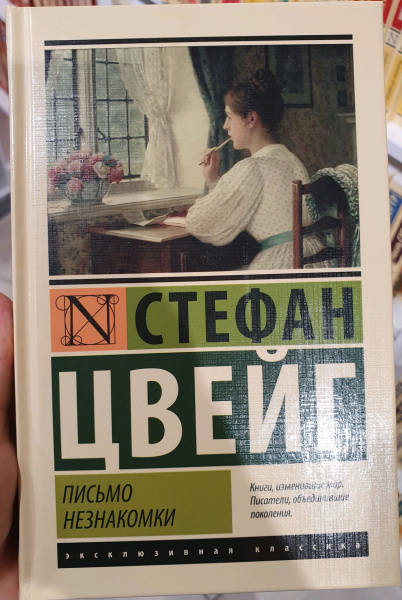 N
СТЕФАН
ЦВЕЙГ
ПИСЬМО
НЕЗНАКОМКИ
Книги, изменившие мир.
Писатели, объединившие
поколения.
эксклюзивная классика